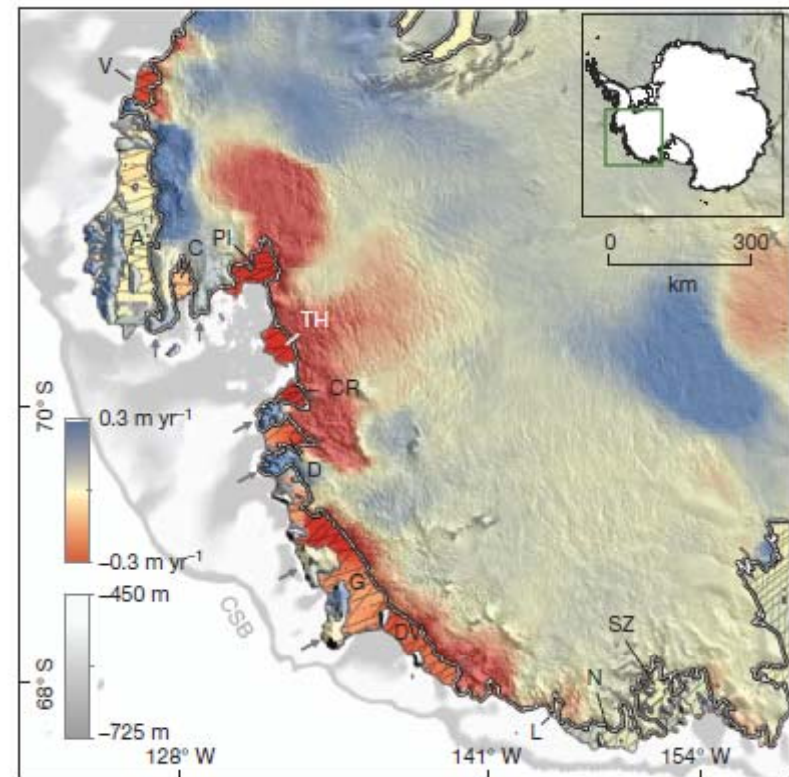 V
0 300
km
A
C
PI
TH
CR
70° S
0.3 m yr⁻¹
–0.3 m yr⁻¹
D
–450 m
–725 m
CSB
G
DV
SZ
N
L
68° S
128° W 141° W 154° W